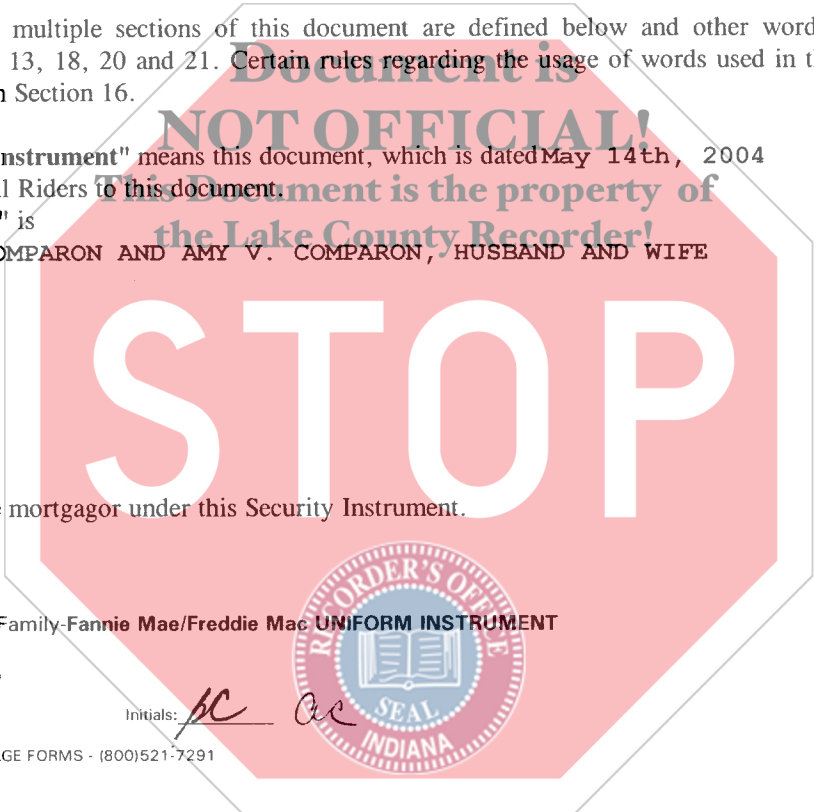 multiple sections of this document are defined below and other word
13, 18, 20 and 21. Certain rules regarding the usage of words used in t
Document is
Section 16.
NOT OFFICIAL!
nstrument" means this document, which is dated May 14th, 2004
l Riders to this document.
This Document is the property of
" is
the Lake County Recorder!
OMPARON AND AMY V. COMPARON, HUSBAND AND WIFE
STOP
mortgagor under this Security Instrument.
RECORDER'S OFFICE
Family-Fannie Mae/Freddie Mac UNIFORM INSTRUMENT
Initials: pc ac
SEAL
INDIANA
GE FORMS - (800)521-7291